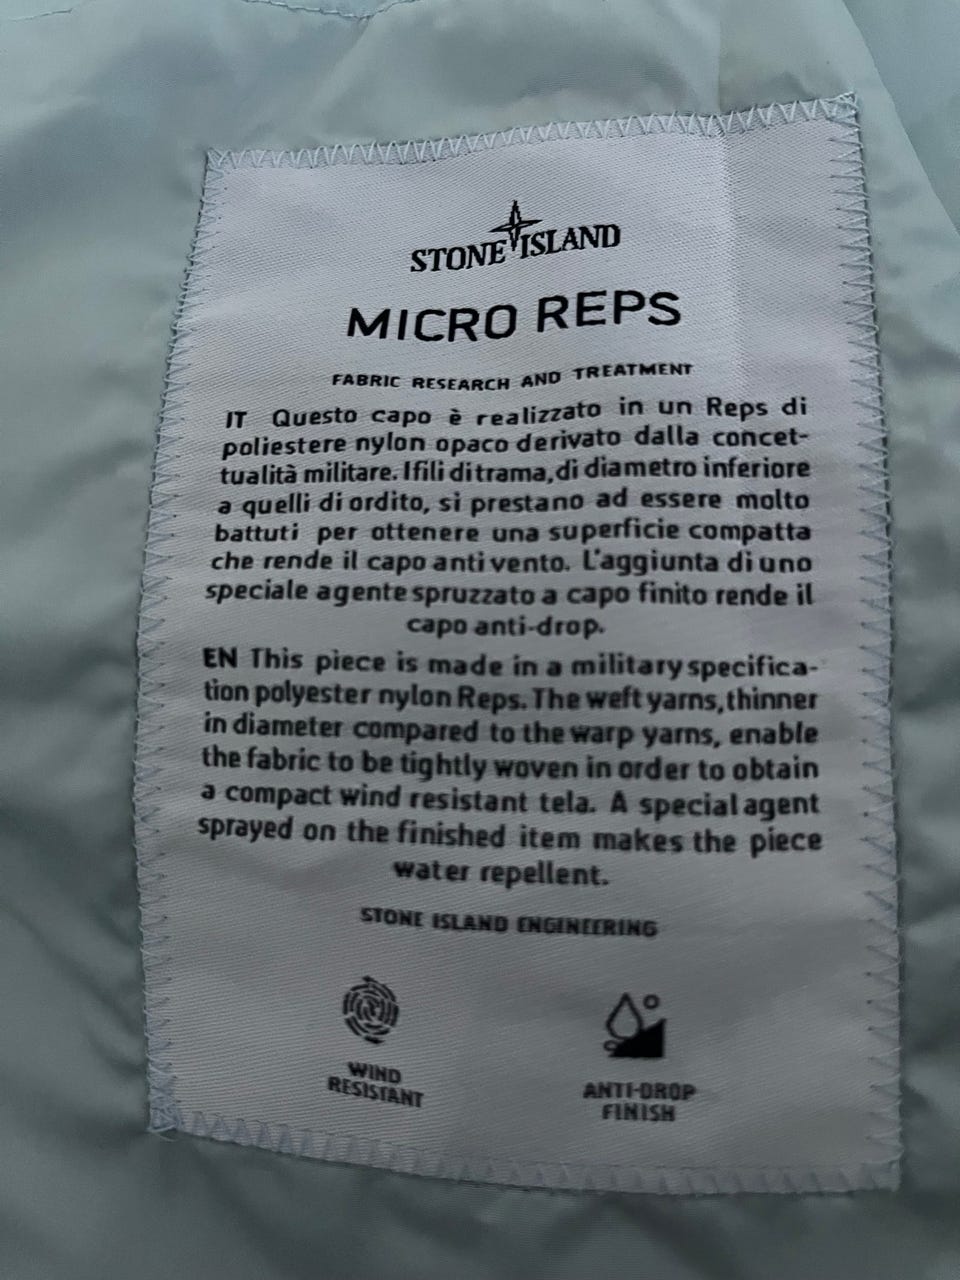 STONE ISLAND
MICRO REPS
FABRIC RESEARCH AND TREATMENT
IT Questo capo è realizzato in un Reps di
poliestere nylon opaco derivato dalla concet-
tualità militare. I fili di trama, di diametro inferiore
a quelli di ordito, si prestano ad essere molto
battuti per ottenere una superficie compatta
che rende il capo anti vento. L'aggiunta di uno
speciale agente spruzzato a capo finito rende il
capo anti-drop.
EN This piece is made in a military specifica-
tion polyester nylon Reps. The weft yarns, thinner
in diameter compared to the warp yarns, enable
the fabric to be tightly woven in order to obtain
a compact wind resistant tela. A special agent
sprayed on the finished item makes the piece
water repellent.
STONE ISLAND ENGINEERING
WIND
RESISTANT
ANTI-DROP
FINISH